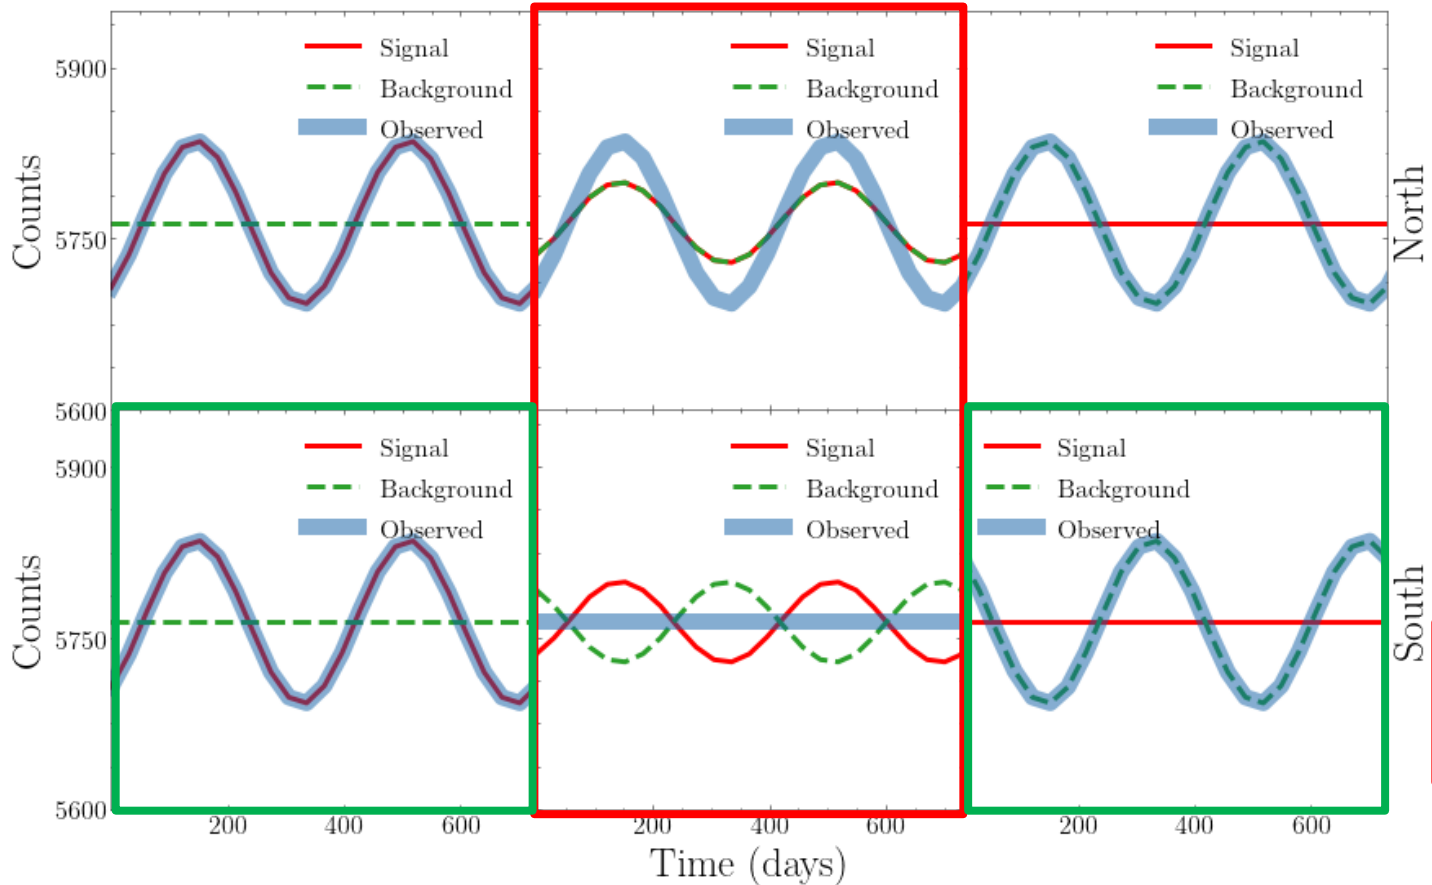 Signal
Background
Observed
Signal
Background
Observed
Signal
Background
Observed
5900
5750
5600
Counts
North
Signal
Background
Observed
Signal
Background
Observed
Signal
Background
Observed
5900
5750
5600
Counts
South
200 400 600 200 400 600 200 400 600
Time (days)